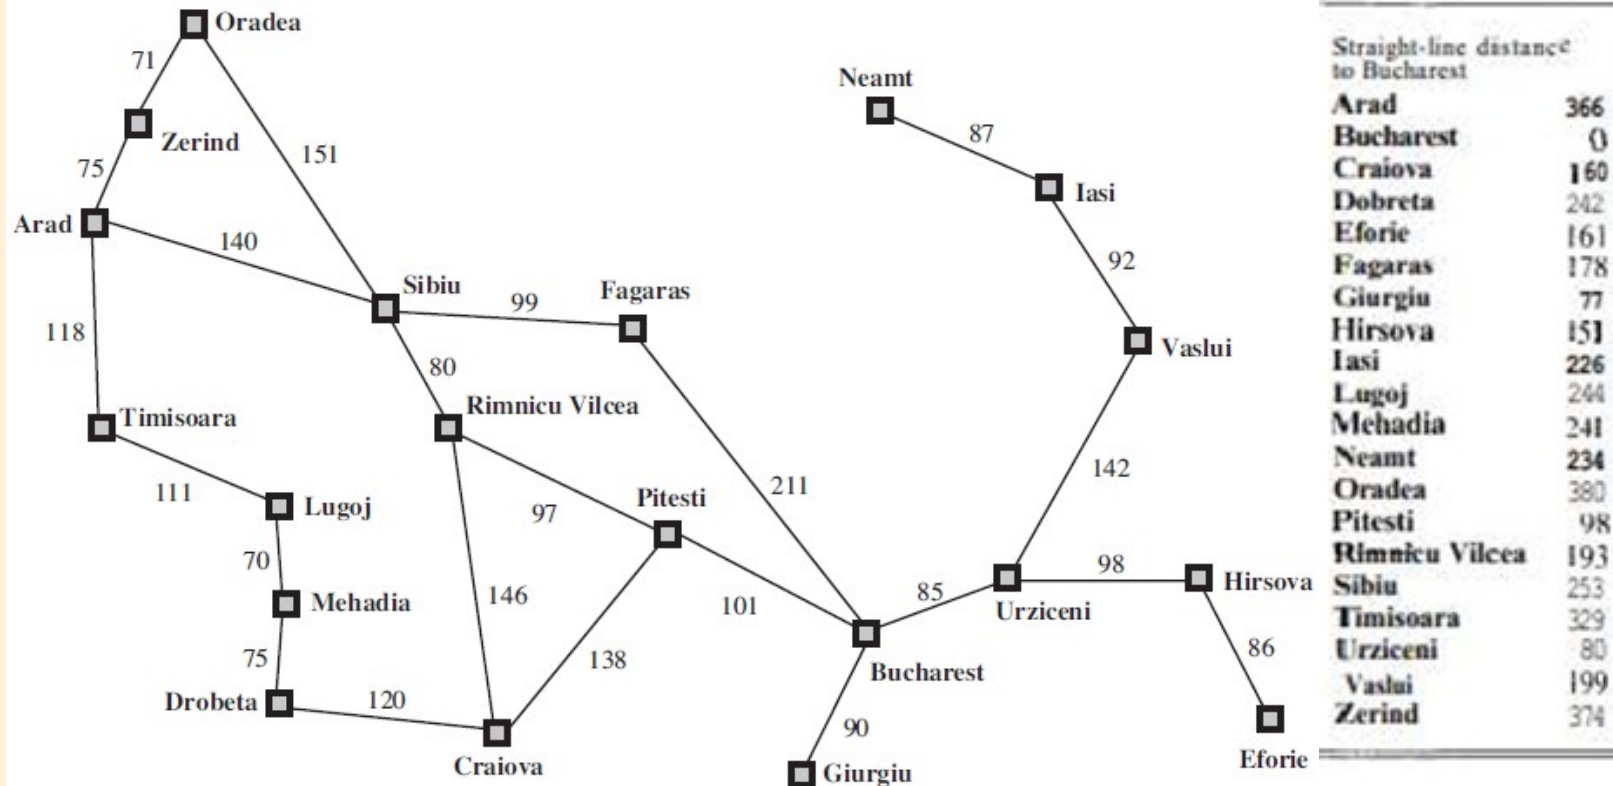 Oradea
71
Neamt
Zerind
87
151
75
Iasi
Arad
140
92
Sibiu
99
Fagaras
118
Vaslui
80
Timisoara
Rimnicu Vilcea
142
111
Lugoj
97
Pitesti
211
70
98
Hirsova
Mehadia
146
101
85
Urziceni
86
75
138
Bucharest
Drobeta
120
90
Eforie
Craiova
Giurgiu
Straight-line distance
to Bucharest
Arad 366
Bucharest 0
Craiova 160
Dobreta 242
Eforie 161
Fagaras 178
Giurgiu 77
Hirsova 151
Iasi 226
Lugoj 244
Mehadia 241
Neamt 234
Oradea 380
Pitesti 98
Rimnicu Vilcea 193
Sibiu 253
Timisoara 329
Urziceni 80
Vaslui 199
Zerind 374